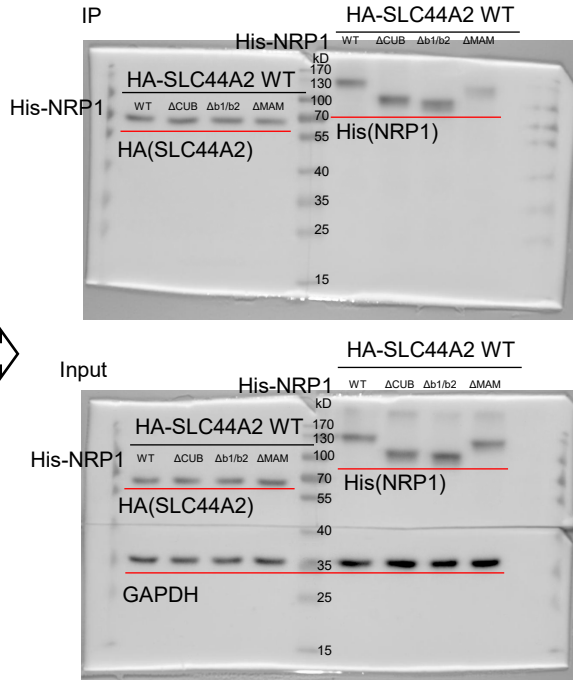 IP
HA-SLC44A2 WT
His-NRP1 WT ΔCUB Δb1/b2 ΔMAM
kD
170
130
100
70
55
40
35
25
15
HA-SLC44A2 WT
His-NRP1 WT ΔCUB Δb1/b2 ΔMAM
HA(SLC44A2)
His(NRP1)
Input
HA-SLC44A2 WT
His-NRP1 WT ΔCUB Δb1/b2 ΔMAM
kD
170
130
100
70
55
40
35
25
15
HA-SLC44A2 WT
His-NRP1 WT ΔCUB Δb1/b2 ΔMAM
HA(SLC44A2)
His(NRP1)
GAPDH